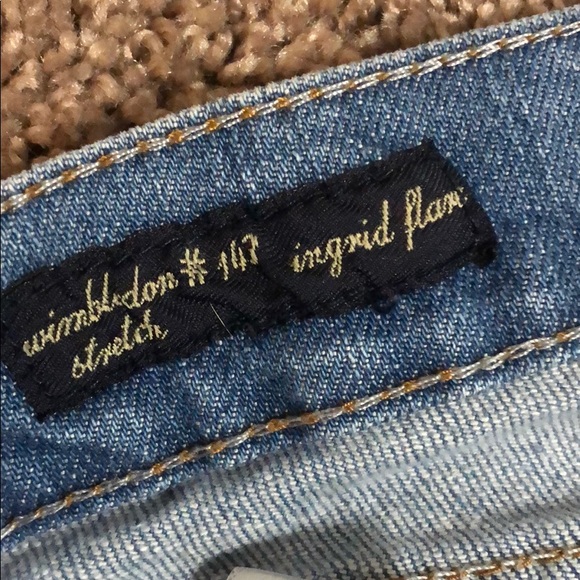 wimbledon # 147 ingrid flare
stretch